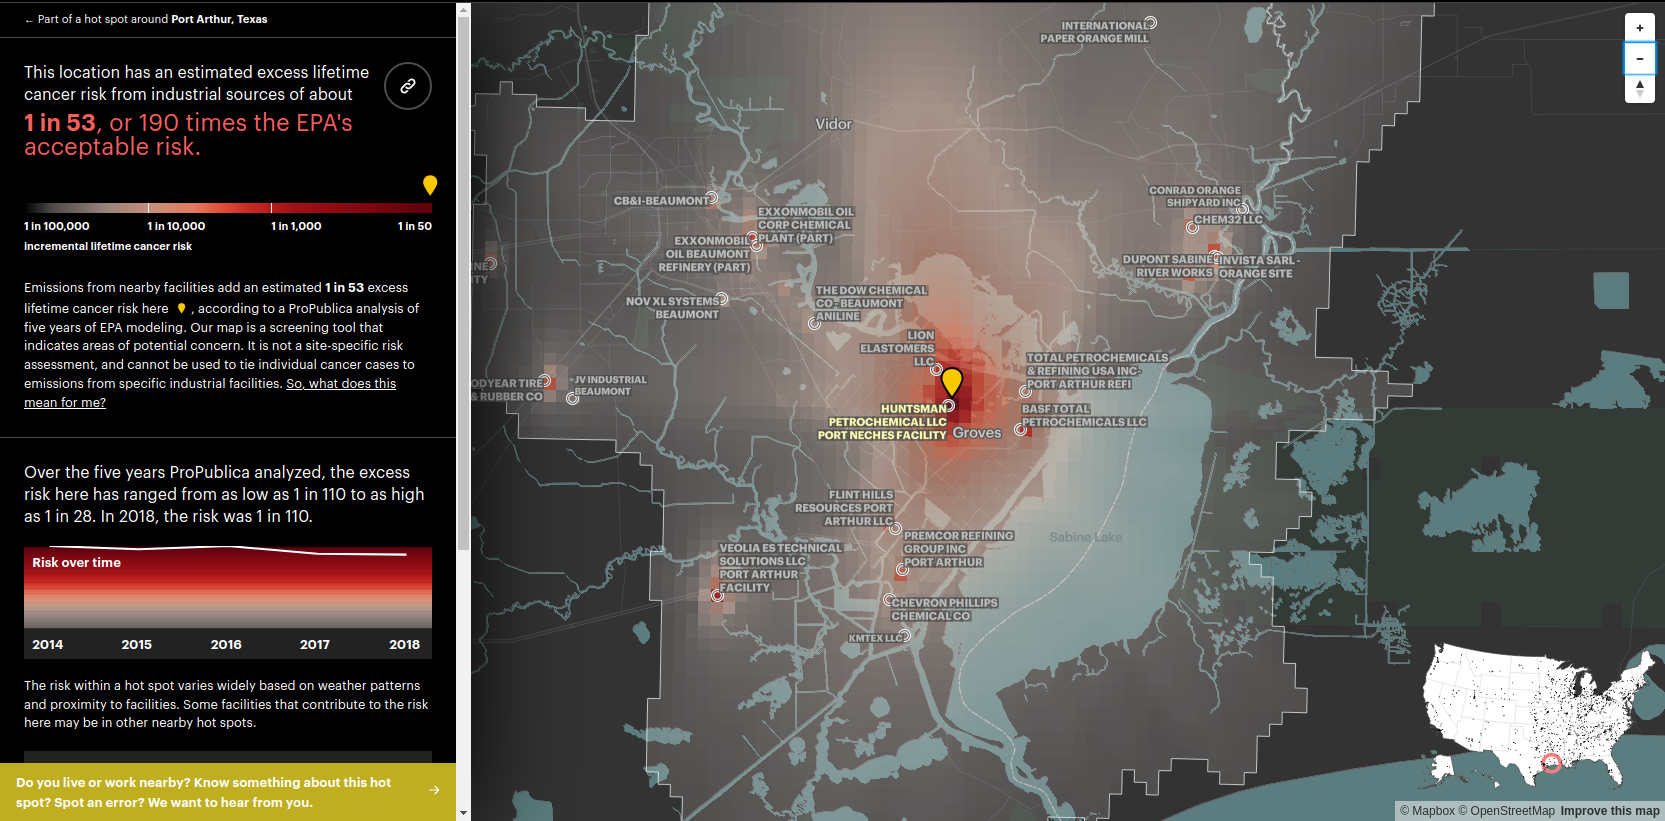 ← Part of a hot spot around Port Arthur, Texas
This location has an estimated excess lifetime
cancer risk from industrial sources of about
1 in 53, or 190 times the EPA's
acceptable risk.
1 in 100,000 1 in 10,000 1 in 1,000 1 in 50
Incremental lifetime cancer risk
Emissions from nearby facilities add an estimated 1 in 53 excess
lifetime cancer risk here , according to a ProPublica analysis of
five years of EPA modeling. Our map is a screening tool that
indicates areas of potential concern. It is not a site-specific risk
assessment, and cannot be used to tie individual cancer cases to
emissions from specific industrial facilities. So, what does this
mean for me?
Over the five years ProPublica analyzed, the excess
risk here has ranged from as low as 1 in 110 to as high
as 1 in 28. In 2018, the risk was 1 in 110.
Risk over time
2014 2015 2016 2017 2018
The risk within a hot spot varies widely based on weather patterns
and proximity to facilities. Some facilities that contribute to the risk
here may be in other nearby hot spots.
Do you live or work nearby? Know something about this hot
spot? Spot an error? We want to hear from you. →
INTERNATIONAL
PAPER ORANGE MILL
Vidor
CB&I-BEAUMONT
EXXONMOBIL OIL
CORP CHEMICAL
PLANT (PART)
EXXONMOBIL
OIL BEAUMONT
REFINERY (PART)
CONRAD ORANGE
SHIPYARD INC
CHEM32 LLC
DUPONT SABINE
RIVER WORKS
INVISTA SARL -
ORANGE SITE
NE
ITY
NOV XL SYSTEMS
BEAUMONT
THE DOW CHEMICAL
CO - BEAUMONT
ANILINE
LION
ELASTOMERS
LLC
TOTAL PETROCHEMICALS
& REFINING USA INC-
PORT ARTHUR REFI
ODYEAR TIRE
& RUBBER CO
JV INDUSTRIAL
BEAUMONT
HUNTSMAN
PETROCHEMICAL LLC
PORT NECHES FACILITY
BASF TOTAL
PETROCHEMICALS LLC
Groves
FLINT HILLS
RESOURCES PORT
ARTHUR LLC
PREMCOR REFINING
GROUP INC
PORT ARTHUR
Sabine Lake
VEOLIA ES TECHNICAL
SOLUTIONS LLC
PORT ARTHUR
FACILITY
CHEVRON PHILLIPS
CHEMICAL CO
KMTEX LLC
© Mapbox © OpenStreetMap Improve this map